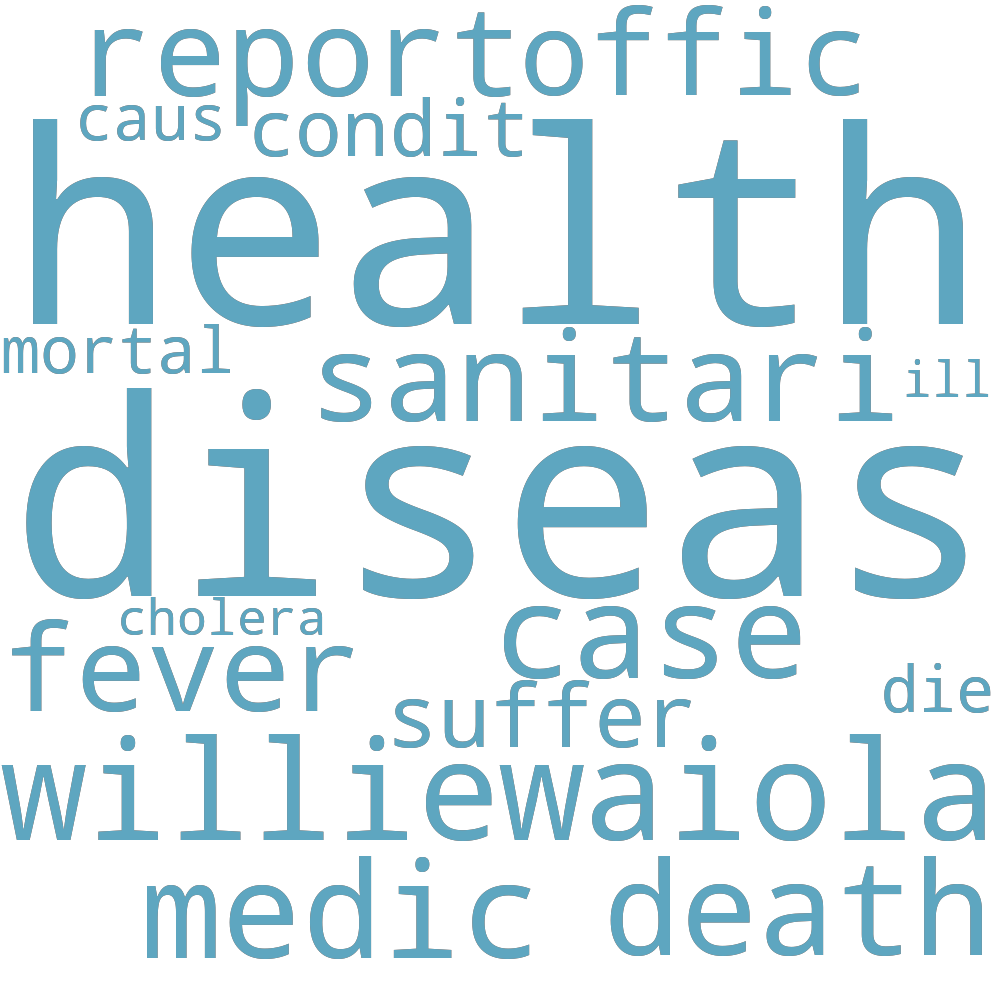 reportoffic
caus condit
health
mortal sanitari ill
diseas
cholera case
fever
suffer die
williewaiola
medic death